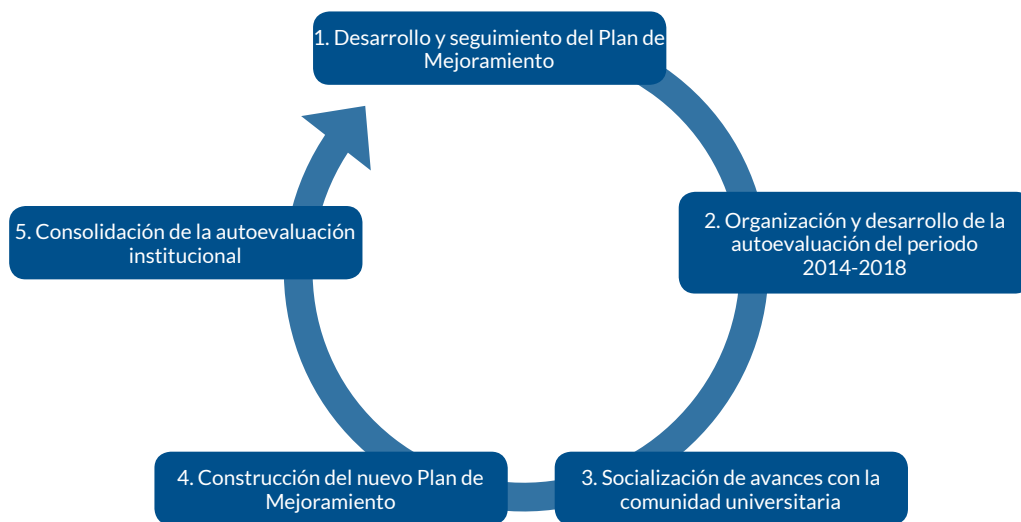 1. Desarrollo y seguimiento del Plan de
Mejoramiento
2. Organización y desarrollo de la
autoevaluación del periodo
2014-2018
3. Socialización de avances con la
comunidad universitaria
4. Construcción del nuevo Plan de
Mejoramiento
5. Consolidación de la autoevaluación
institucional